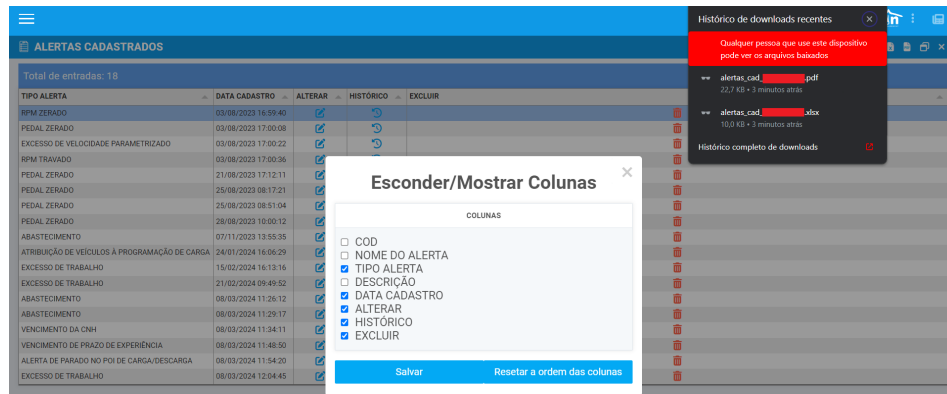 Histórico de downloads recentes
Qualquer pessoa que use este dispositivo
pode ver os arquivos baixados
alertas_cad_ .pdf
22,7 KB • 3 minutos atrás
alertas_cad_ .xlsx
10,0 KB • 3 minutos atrás
Histórico completo de downloads
ALERTAS CADASTRADOS
Total de entradas: 18
TIPO ALERTA DATA CADASTRO ALTERAR HISTÓRICO EXCLUIR
RPM ZERADO 03/08/2023 16:59:40
PEDAL ZERADO 03/08/2023 17:00:08
EXCESSO DE VELOCIDADE PARAMETRIZADO 03/08/2023 17:00:22
RPM TRAVADO 03/08/2023 17:00:36
PEDAL ZERADO 21/08/2023 17:12:11
PEDAL ZERADO 25/08/2023 08:17:21
PEDAL ZERADO 25/08/2023 08:51:04
PEDAL ZERADO 28/08/2023 10:00:12
ABASTECIMENTO 07/11/2023 13:55:35
ATRIBUIÇÃO DE VEÍCULOS À PROGRAMAÇÃO DE CARGA 24/01/2024 16:06:29
EXCESSO DE TRABALHO 15/02/2024 16:13:16
EXCESSO DE TRABALHO 21/02/2024 09:49:52
ABASTECIMENTO 08/03/2024 11:26:12
ABASTECIMENTO 08/03/2024 11:29:17
VENCIMENTO DA CNH 08/03/2024 11:34:11
VENCIMENTO DE PRAZO DE EXPERIÊNCIA 08/03/2024 11:48:50
ALERTA DE PARADO NO POI DE CARGA/DESCARGA 08/03/2024 11:54:20
EXCESSO DE TRABALHO 08/03/2024 12:04:45
Esconder/Mostrar Colunas
COLUNAS
COD
NOME DO ALERTA
TIPO ALERTA
DESCRIÇÃO
DATA CADASTRO
ALTERAR
HISTÓRICO
EXCLUIR
Salvar
Resetar a ordem das colunas